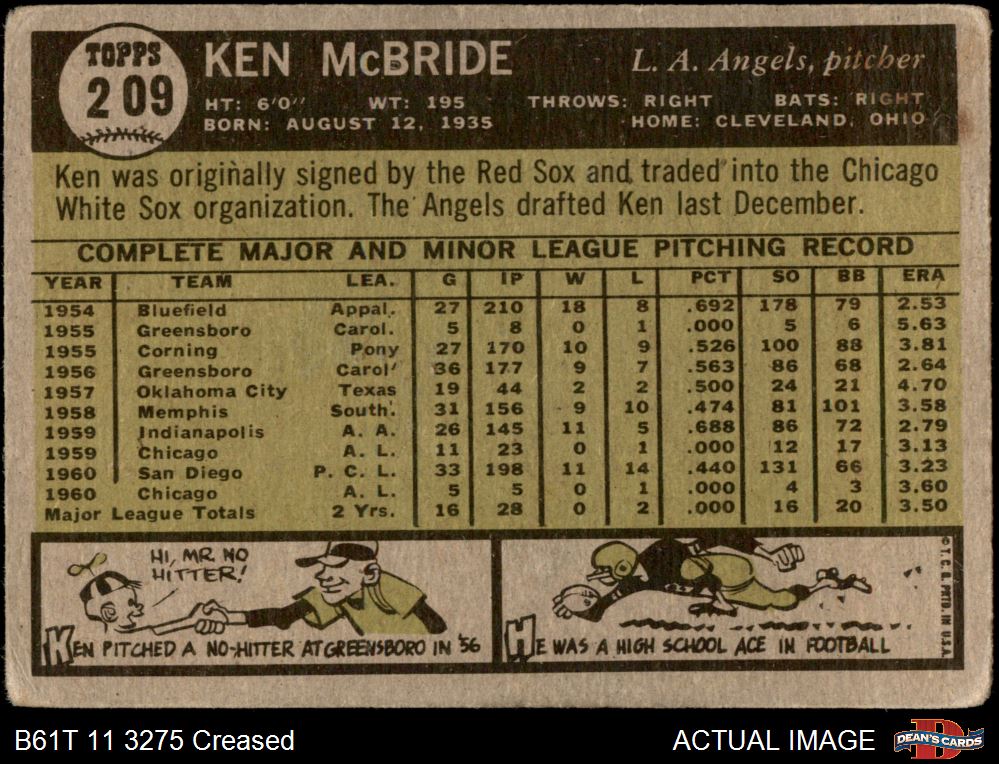 TOPPS
209
KEN McBRIDE
L. A. Angels, pitcher
HT: 6'0" WT: 195 THROWS: RIGHT BATS: RIGHT
BORN: AUGUST 12, 1935 HOME: CLEVELAND, OHIO
Ken was originally signed by the Red Sox and traded into the Chicago
White Sox organization. The Angels drafted Ken last December.
COMPLETE MAJOR AND MINOR LEAGUE PITCHING RECORD
YEAR TEAM LEA. G IP W L PCT SO BB ERA
1954 Bluefield Appal. 27 210 18 8 .692 178 79 2.53
1955 Greensboro Carol. 5 8 0 1 .000 5 6 5.63
1955 Corning Pony 27 170 10 9 .526 100 88 3.81
1956 Greensboro Carol. 36 177 9 7 .563 86 68 2.64
1957 Oklahoma City Texas 19 44 2 2 .500 24 21 4.70
1958 Memphis South. 31 156 9 10 .474 81 101 3.58
1959 Indianapolis A. A. 26 145 11 5 .688 86 72 2.79
1959 Chicago A. L. 11 23 0 1 .000 12 17 3.13
1960 San Diego P. C. L. 33 198 11 14 .440 131 66 3.23
1960 Chicago A. L. 5 5 0 1 .000 4 3 3.60
Major League Totals 2 Yrs. 16 28 0 2 .000 16 20 3.50
HI, MR. NO
HITTER!
KEN PITCHED A NO-HITTER AT GREENSBORO IN '56
HE WAS A HIGH SCHOOL ACE IN FOOTBALL
© T. C. G. PRTD. IN U.S.A.
B61T 11 3275 Creased
ACTUAL IMAGE
DEAN'S CARDS